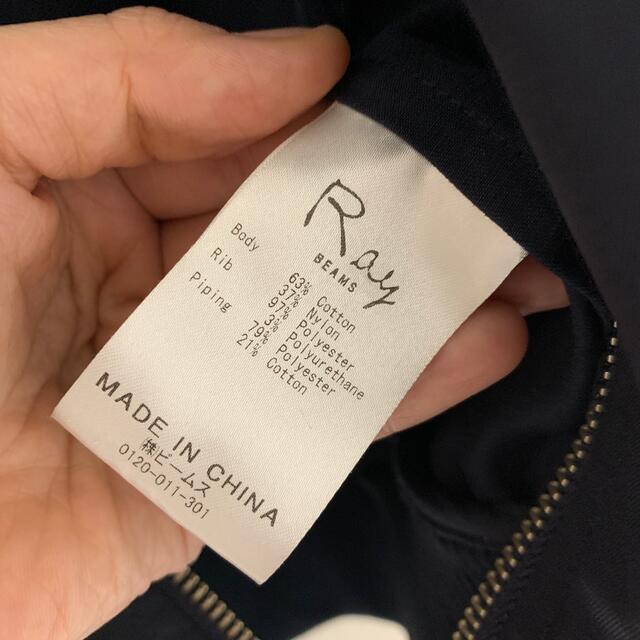 Ray
BEAMS
Body 63% Cotton
37% Nylon
Rib 97% Polyester
3% Polyurethane
Piping 79% Polyester
21% Cotton
MADE IN CHINA
㈱ビームス
0120-011-301